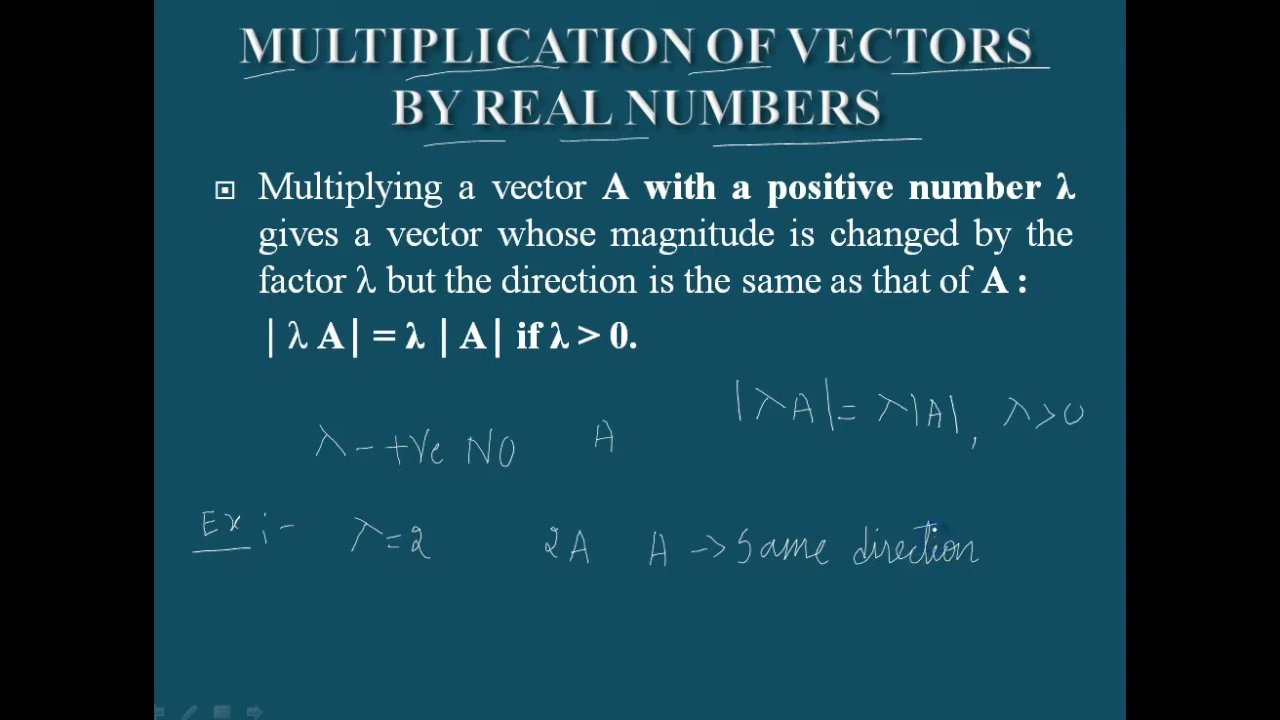 MULTIPLICATION OF VECTORS
BY REAL NUMBERS
Multiplying a vector A with a positive number λ
gives a vector whose magnitude is changed by the
factor λ but the direction is the same as that of A :
| λ A| = λ | A| if λ > 0.
|λA| = λ|A|, λ>0
λ - +ve NO A
Ex :- λ = 2 2A A -> Same direction